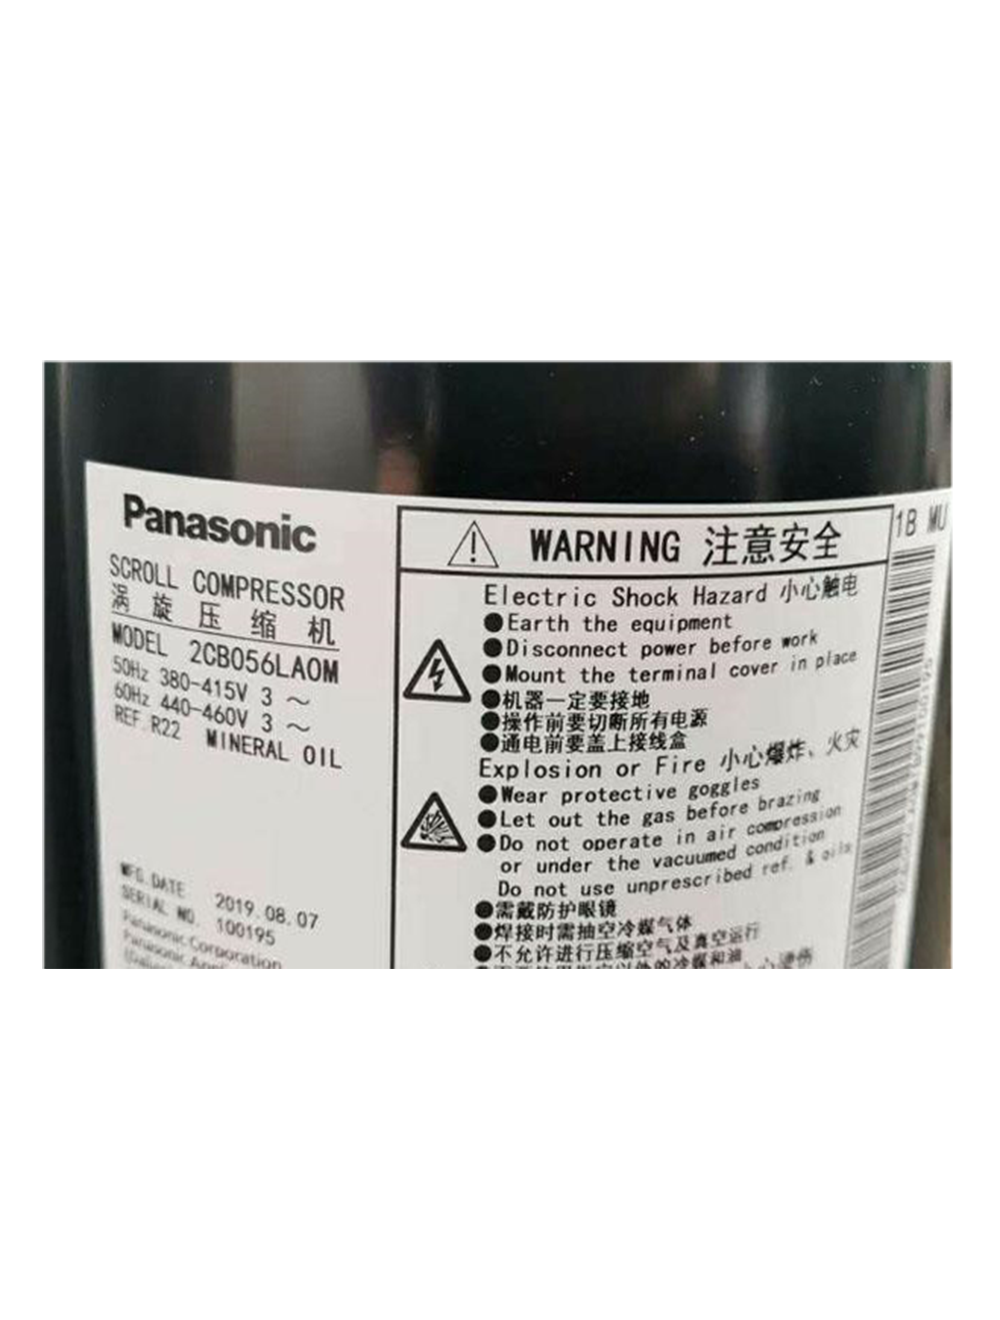 Panasonic
SCROLL COMPRESSOR
涡旋压缩机
MODEL 2CB056LA0M
50Hz 380-415V 3 ～
60Hz 440-460V 3 ～
REF. R22 MINERAL OIL
MFG.DATE 2019.08.07
SERIAL NO. 100195
Panasonic Corporation
Panasonic
WARNING 注意安全
Electric Shock Hazard 小心触电
●Earth the equipment
●Disconnect power before work
●Mount the terminal cover in place
●机器一定要接地
●操作前要切断所有电源
●通电前要盖上接线盒
Explosion or Fire 小心爆炸、火灾
●Wear protective goggles
●Let out the gas before brazing
●Do not operate in air compression
or under the vacuumed condition
Do not use unprescribed ref. & oils
●需戴防护眼镜
●焊接时需抽空冷媒气体
●不允许进行压缩空气及真空运行
1B MU